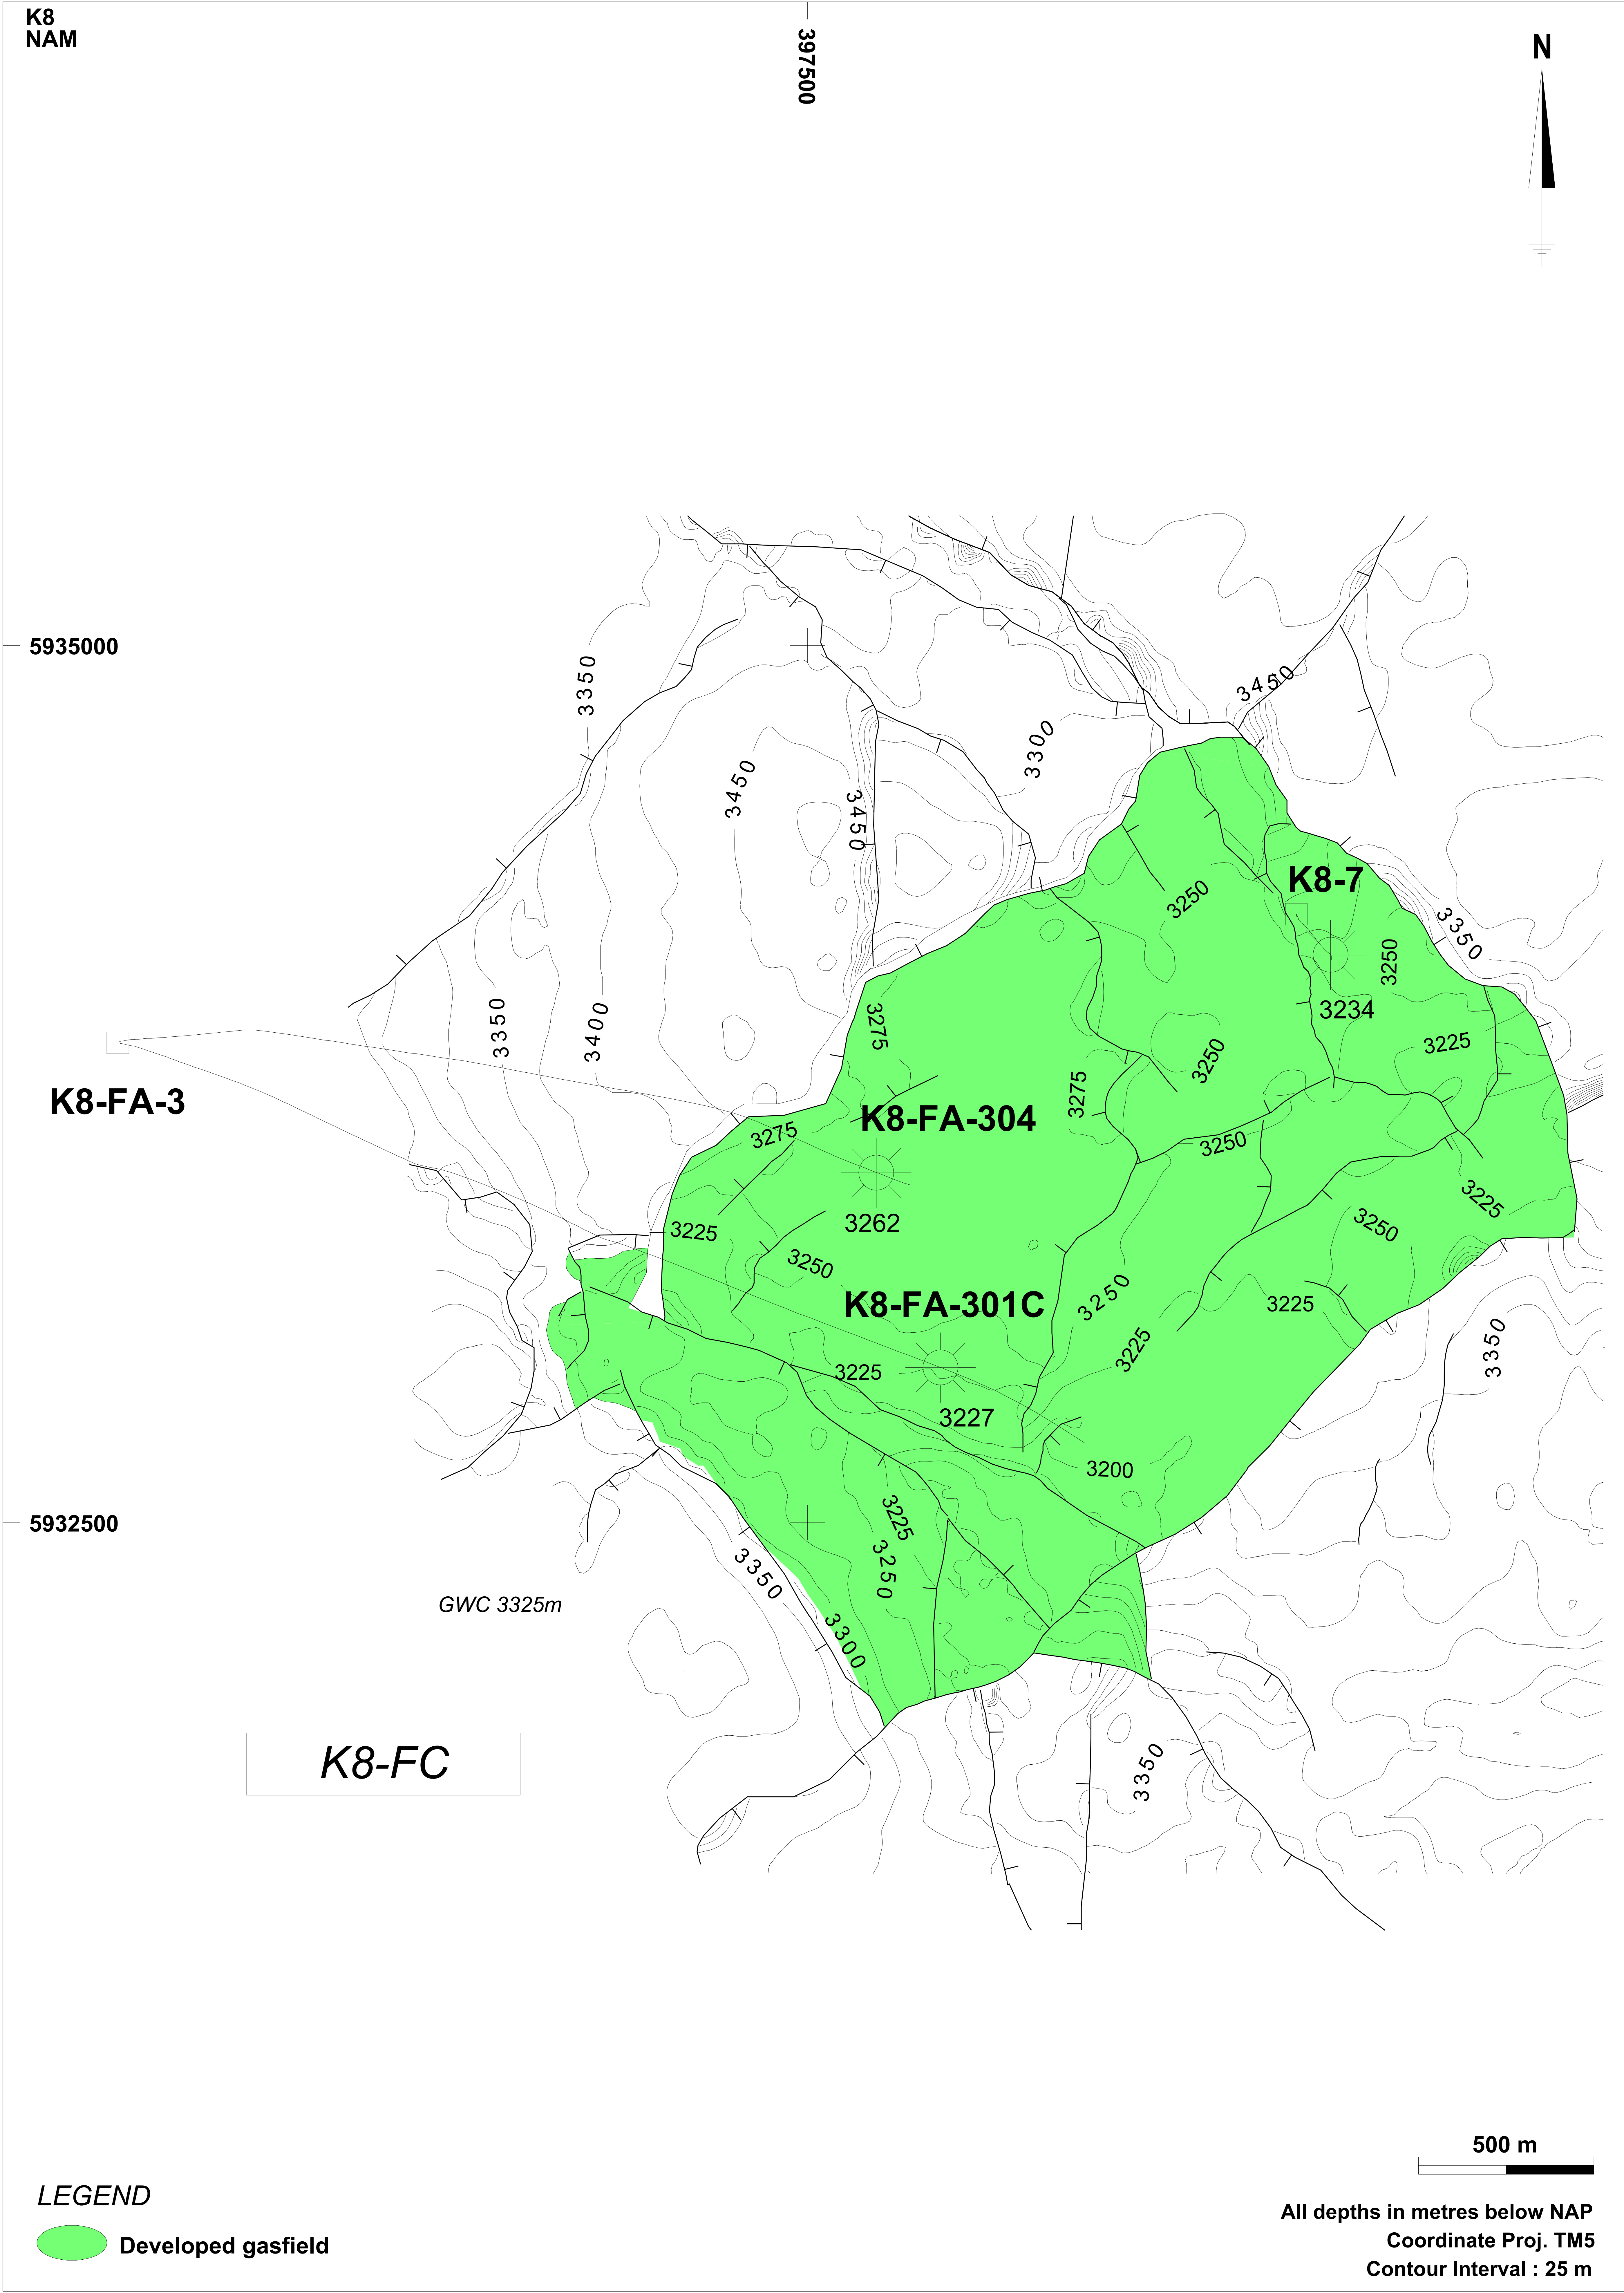 K8
NAM
397500
N
5935000
3350
3450
3300
3450
3450
K8-7
3250
3350
3250
3234
3275
3350
3400
3225
3250
3275
K8-FA-3
K8-FA-304
3275
3250
3225
3262
3225
3250
3250
K8-FA-301C
3250
3225
3225
3350
3225
3227
3200
5932500
3225
3250
3350
GWC 3325m
3300
K8-FC
3350
500 m
LEGEND
Developed gasfield
All depths in metres below NAP
Coordinate Proj. TM5
Contour Interval : 25 m